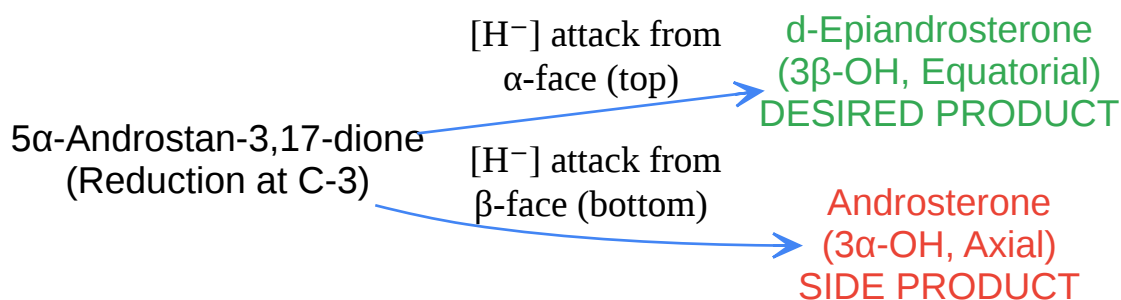 [H⁻] attack from
α-face (top)
d-Epiandrosterone
(3β-OH, Equatorial)
DESIRED PRODUCT
5α-Androstan-3,17-dione
(Reduction at C-3)
[H⁻] attack from
β-face (bottom)
Androsterone
(3α-OH, Axial)
SIDE PRODUCT